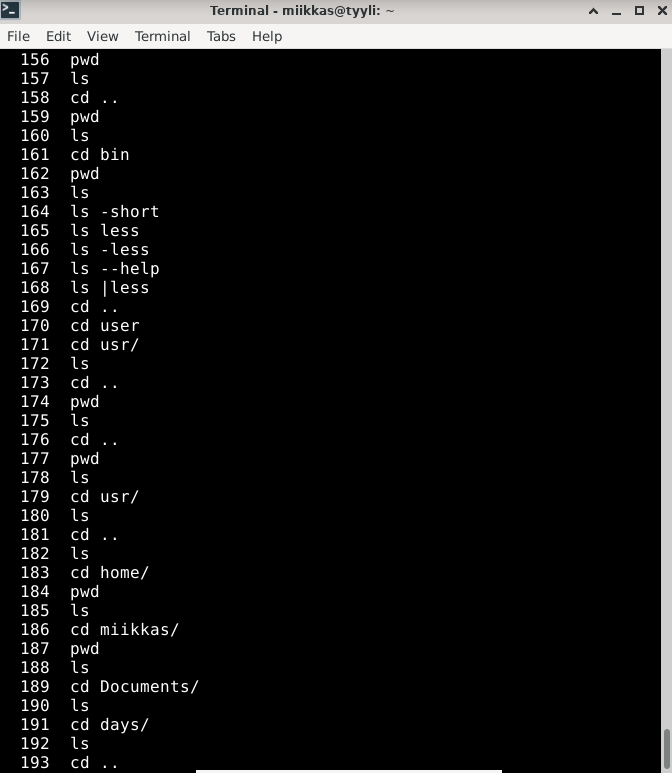 Terminal - miikkas@tyyli: ~
File Edit View Terminal Tabs Help
156 pwd
157 ls
158 cd ..
159 pwd
160 ls
161 cd bin
162 pwd
163 ls
164 ls -short
165 ls less
166 ls -less
167 ls --help
168 ls |less
169 cd ..
170 cd user
171 cd usr/
172 ls
173 cd ..
174 pwd
175 ls
176 cd ..
177 pwd
178 ls
179 cd usr/
180 ls
181 cd ..
182 ls
183 cd home/
184 pwd
185 ls
186 cd miikkas/
187 pwd
188 ls
189 cd Documents/
190 ls
191 cd days/
192 ls
193 cd ..